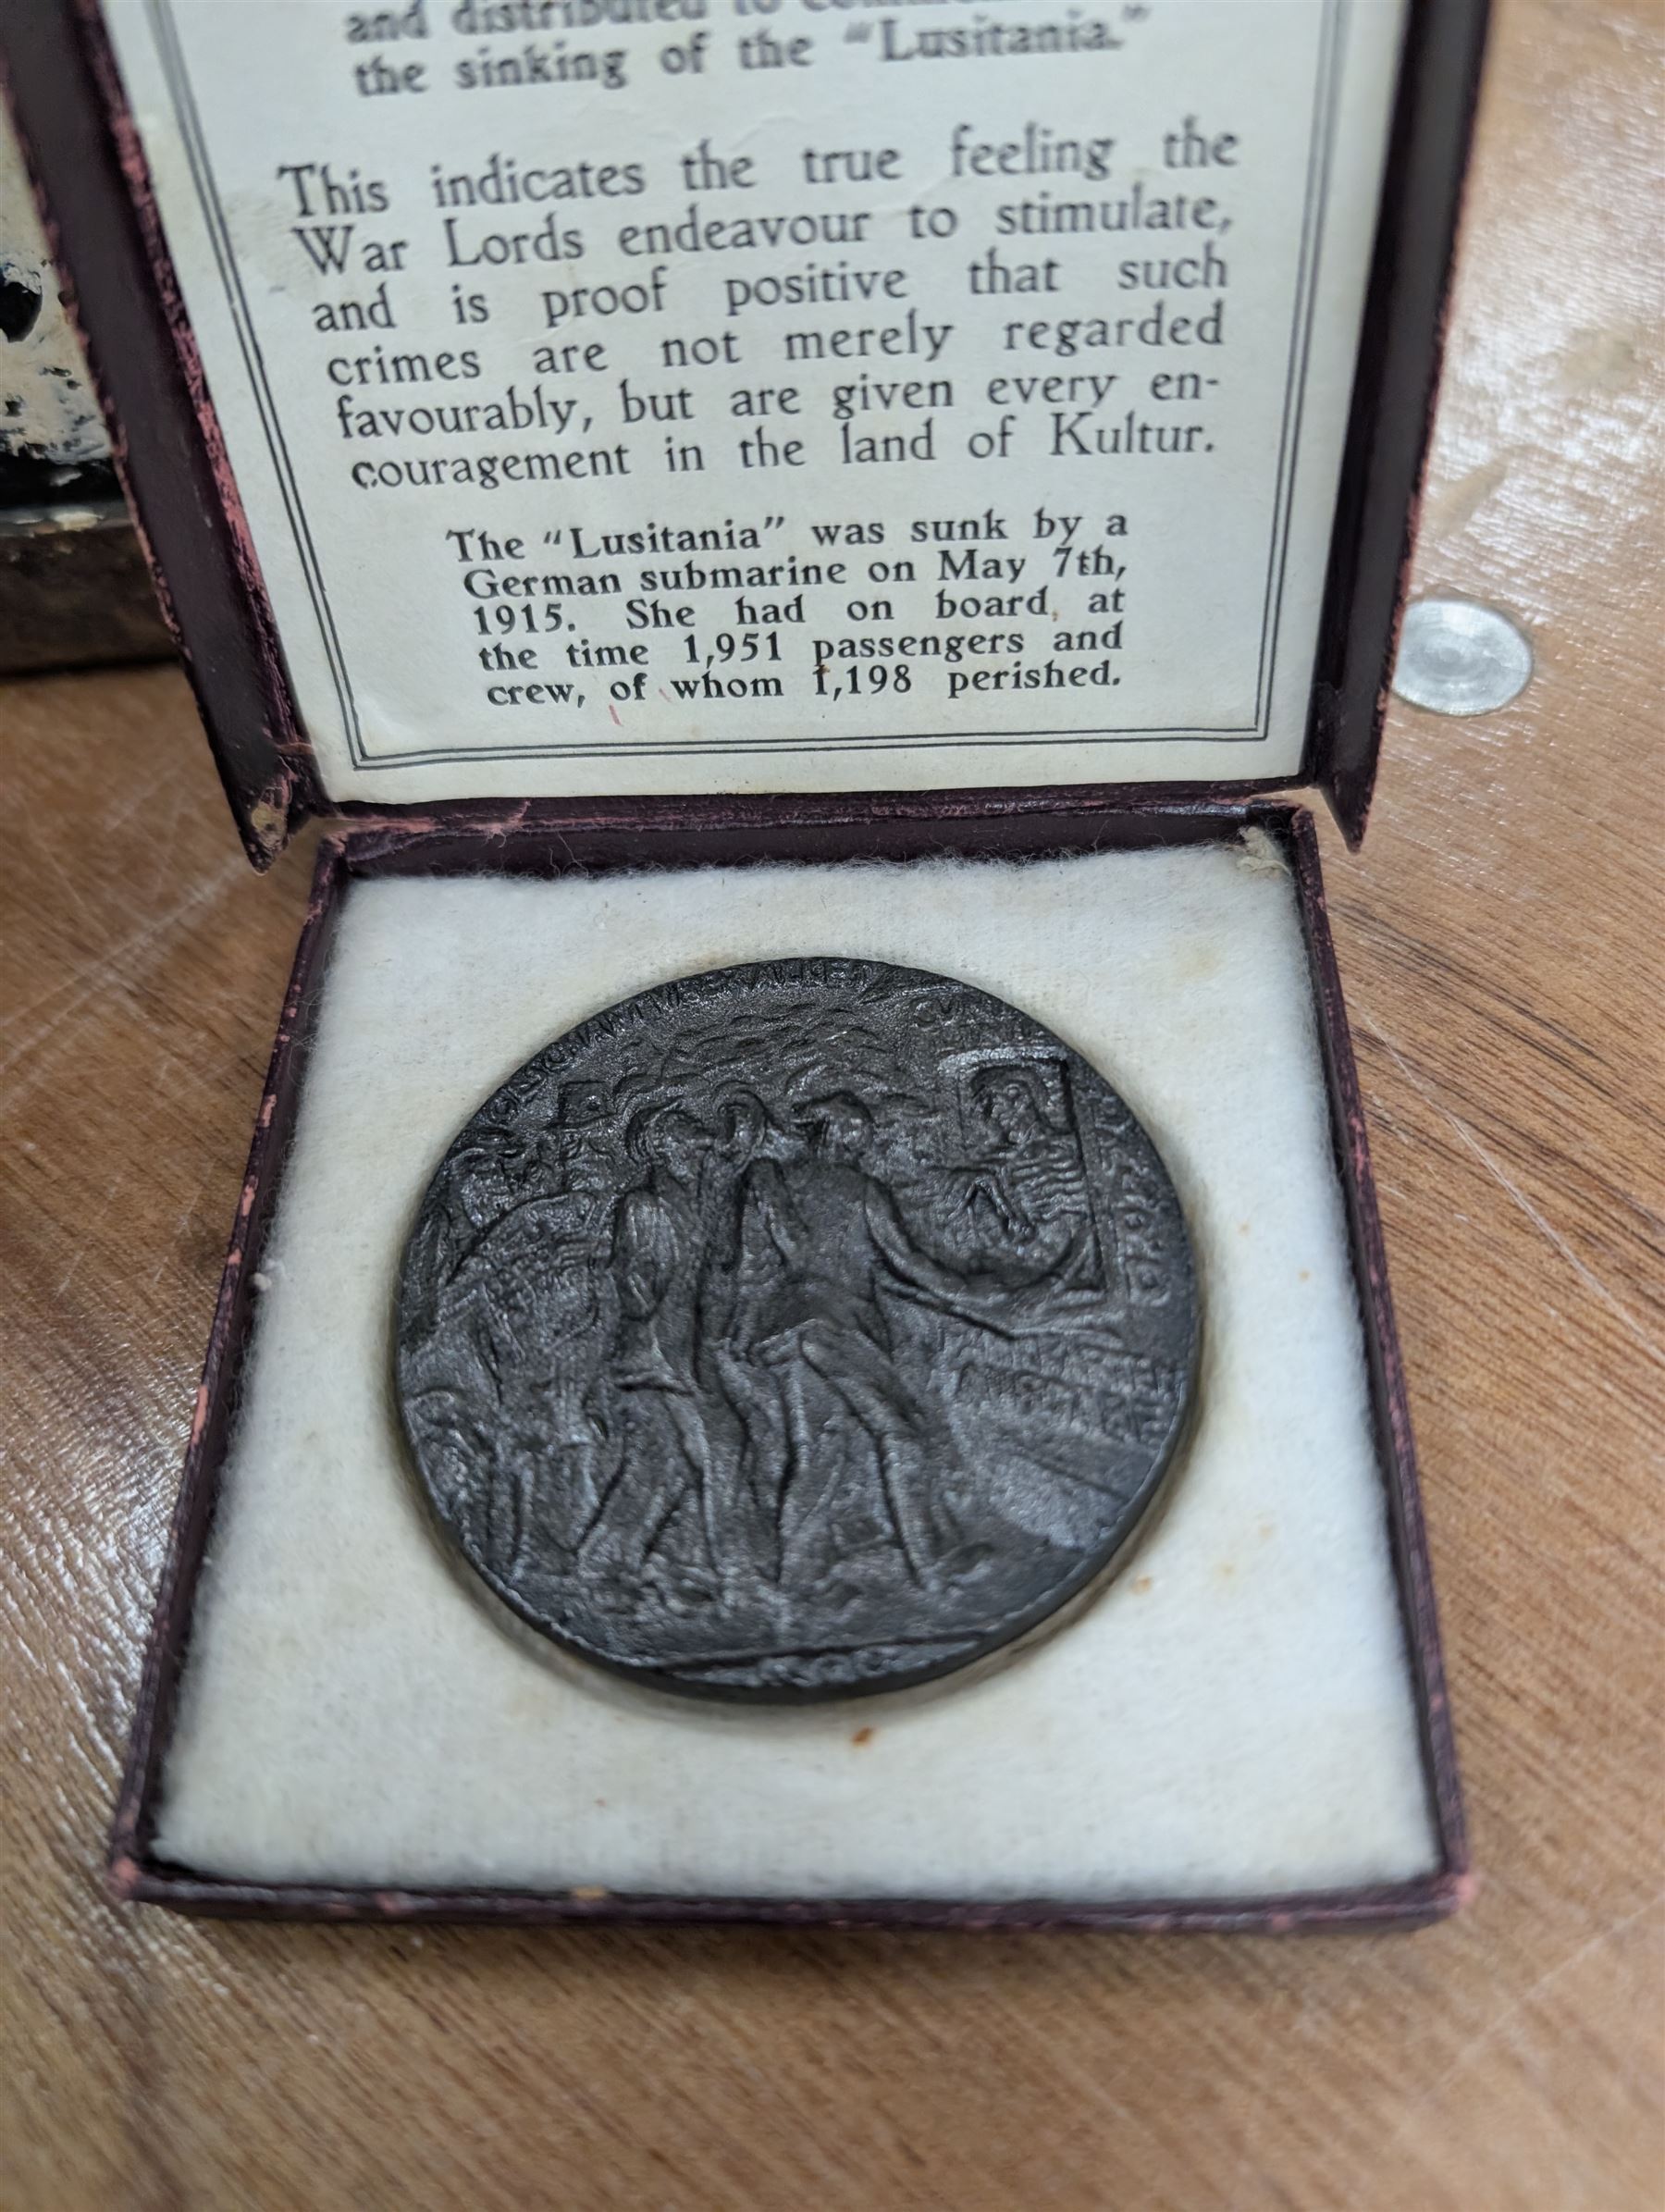 and distributed to
the sinking of the "Lusitania."
This indicates the true feeling the
War Lords endeavour to stimulate,
and is proof positive that such
crimes are not merely regarded
favourably, but are given every en-
couragement in the land of Kultur.
The "Lusitania" was sunk by a
German submarine on May 7th,
1915. She had on board at
the time 1,951 passengers and
crew, of whom 1,198 perished.